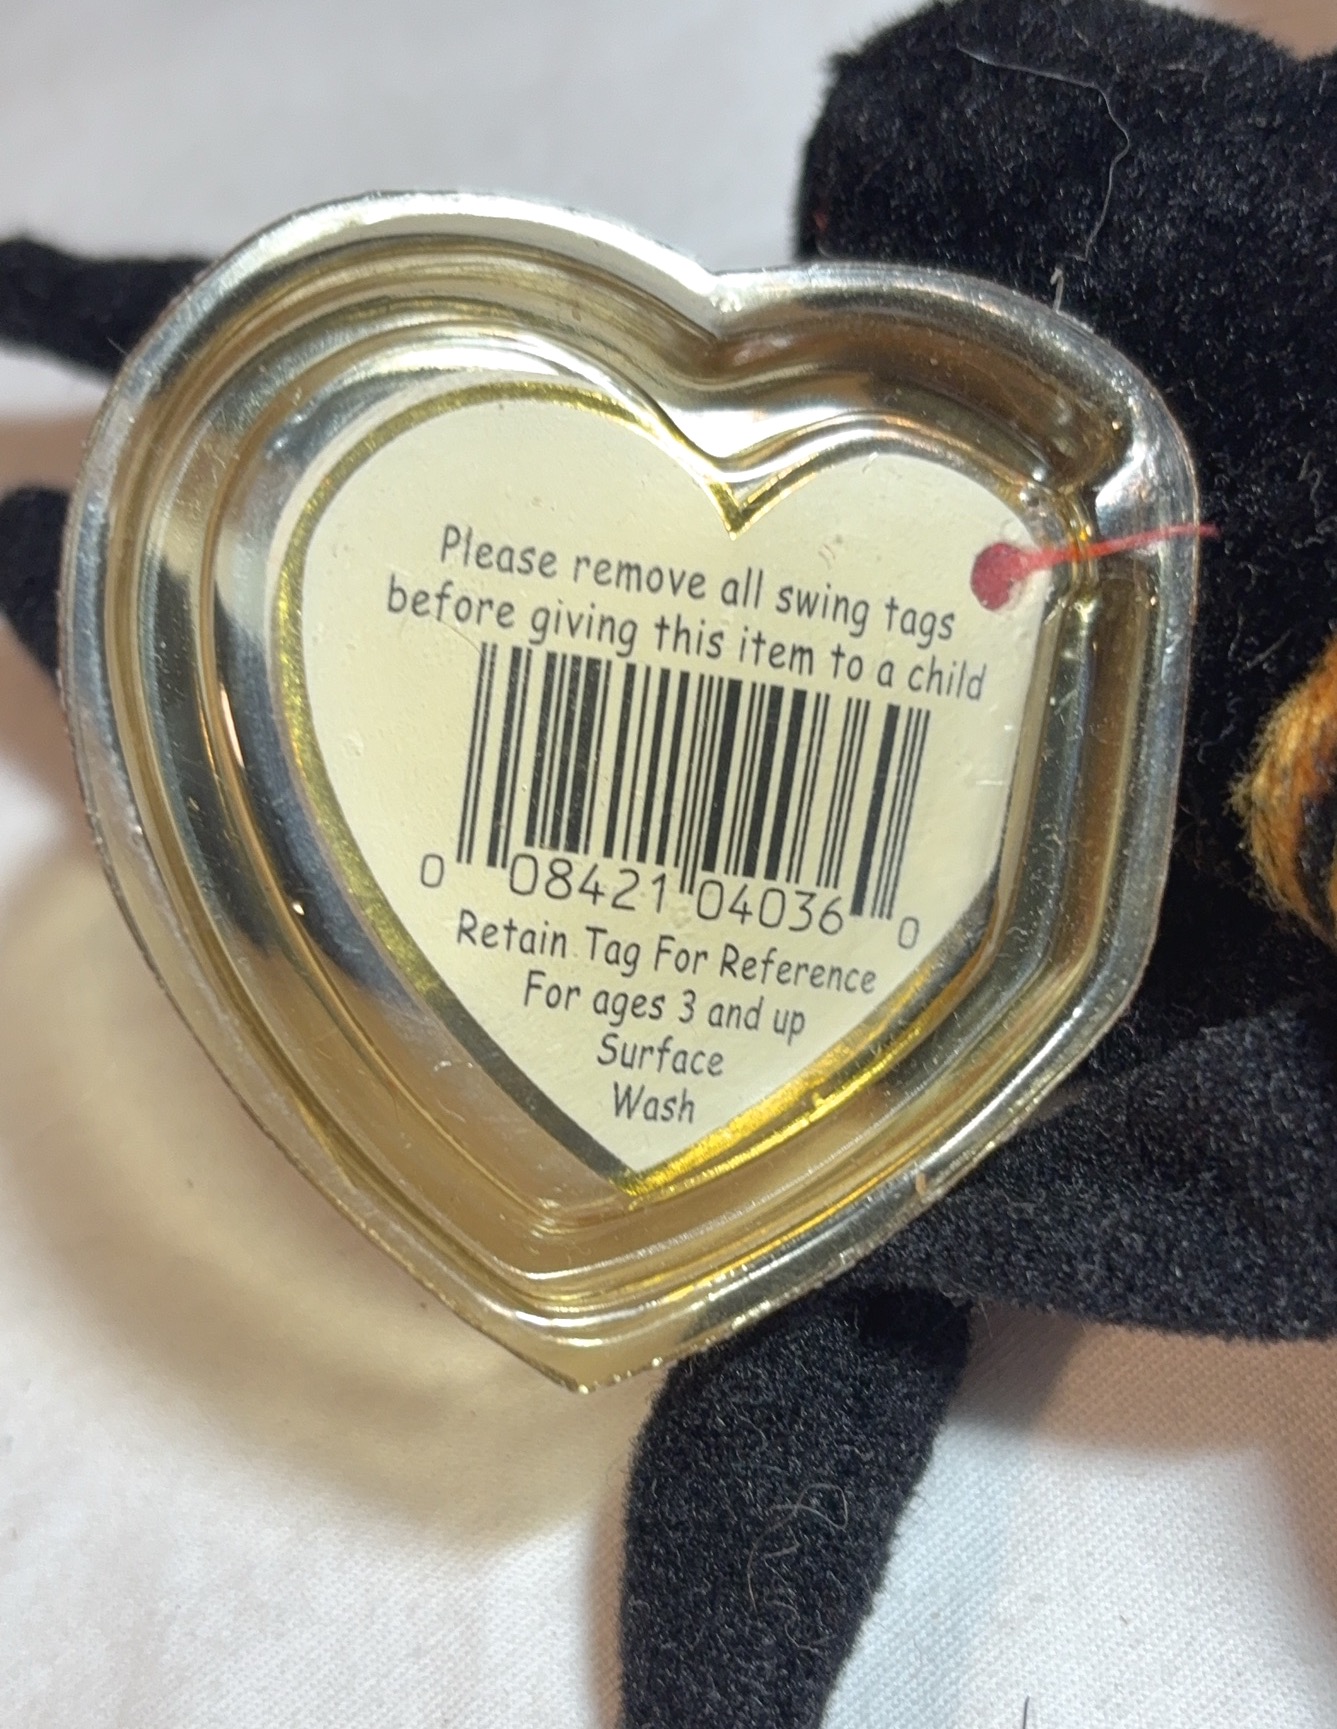 Please remove all swing tags
before giving this item to a child
0 08421 04036 0
Retain Tag For Reference
For ages 3 and up
Surface
Wash